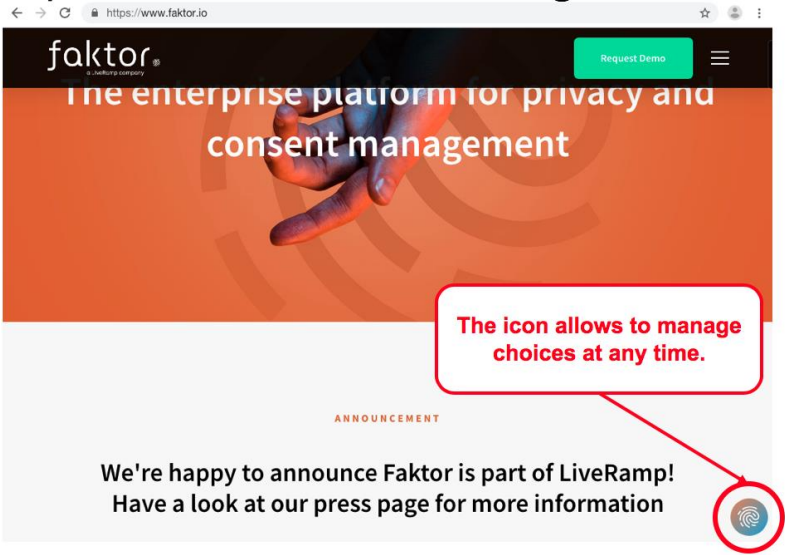 https://www.faktor.io
faktor.
a LiveRamp company
Request Demo
The enterprise platform for privacy and
consent management
The icon allows to manage
choices at any time.
ANNOUNCEMENT
We're happy to announce Faktor is part of LiveRamp!
Have a look at our press page for more information